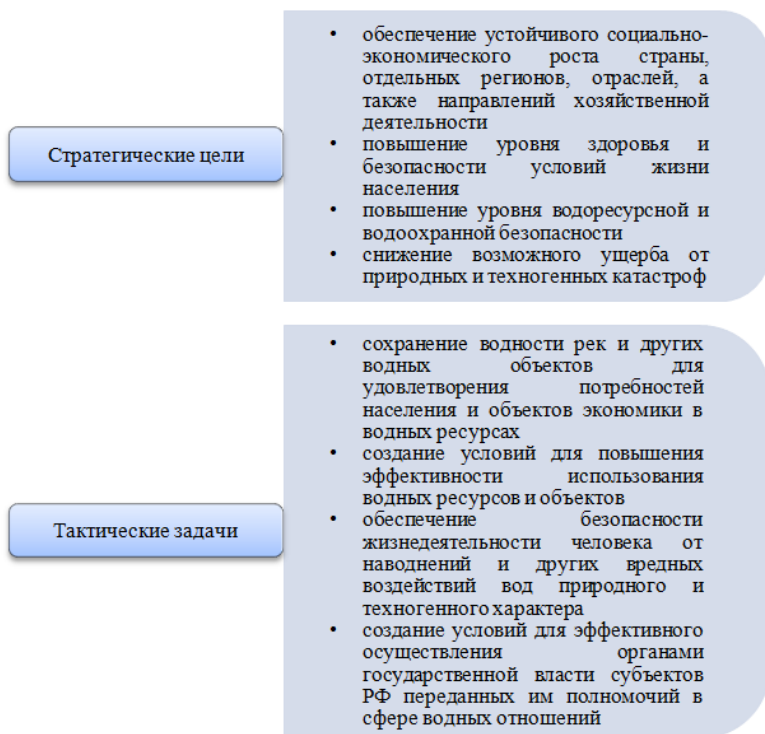 Стратегические цели
• обеспечение устойчивого социально-
экономического роста страны,
отдельных регионов, отраслей, а
также направлений хозяйственной
деятельности
• повышение уровня здоровья и
безопасности условий жизни
населения
• повышение уровня водоресурсной и
водоохранной безопасности
• снижение возможного ущерба от
природных и техногенных катастроф
Тактические задачи
• сохранение водности рек и других
водных объектов для
удовлетворения потребностей
населения и объектов экономики в
водных ресурсах
• создание условий для повышения
эффективности использования
водных ресурсов и объектов
• обеспечение безопасности
жизнедеятельности человека от
наводнений и других вредных
воздействий вод природного и
техногенного характера
• создание условий для эффективного
осуществления органами
государственной власти субъектов
РФ переданных им полномочий в
сфере водных отношений